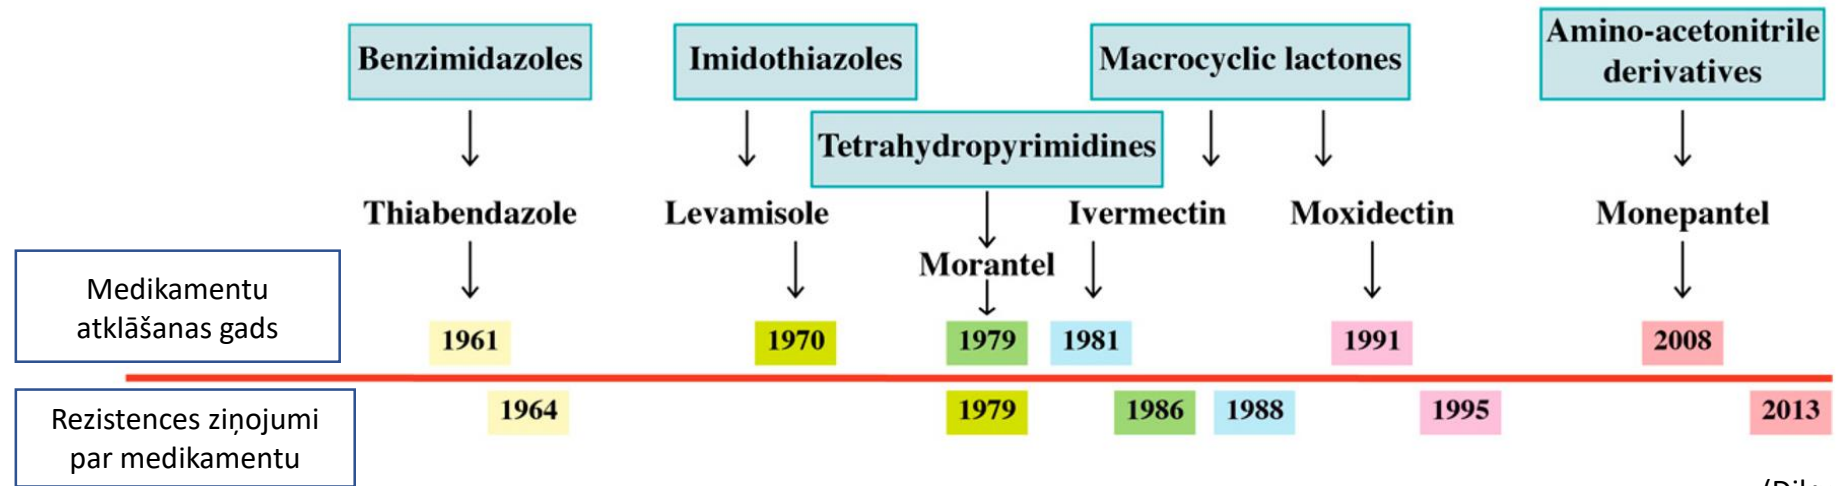 Benzimidazoles
Imidothiazoles
Macrocyclic lactones
Amino-acetonitrile
derivatives
Tetrahydropyrimidines
Thiabendazole
Levamisole
Ivermectin
Moxidectin
Monepantel
Morantel
Medikamentu
atklāšanas gads
1961
1970
1979
1981
1991
2008
Rezistences ziņojumi
par medikamentu
1964
1979
1986
1988
1995
2013